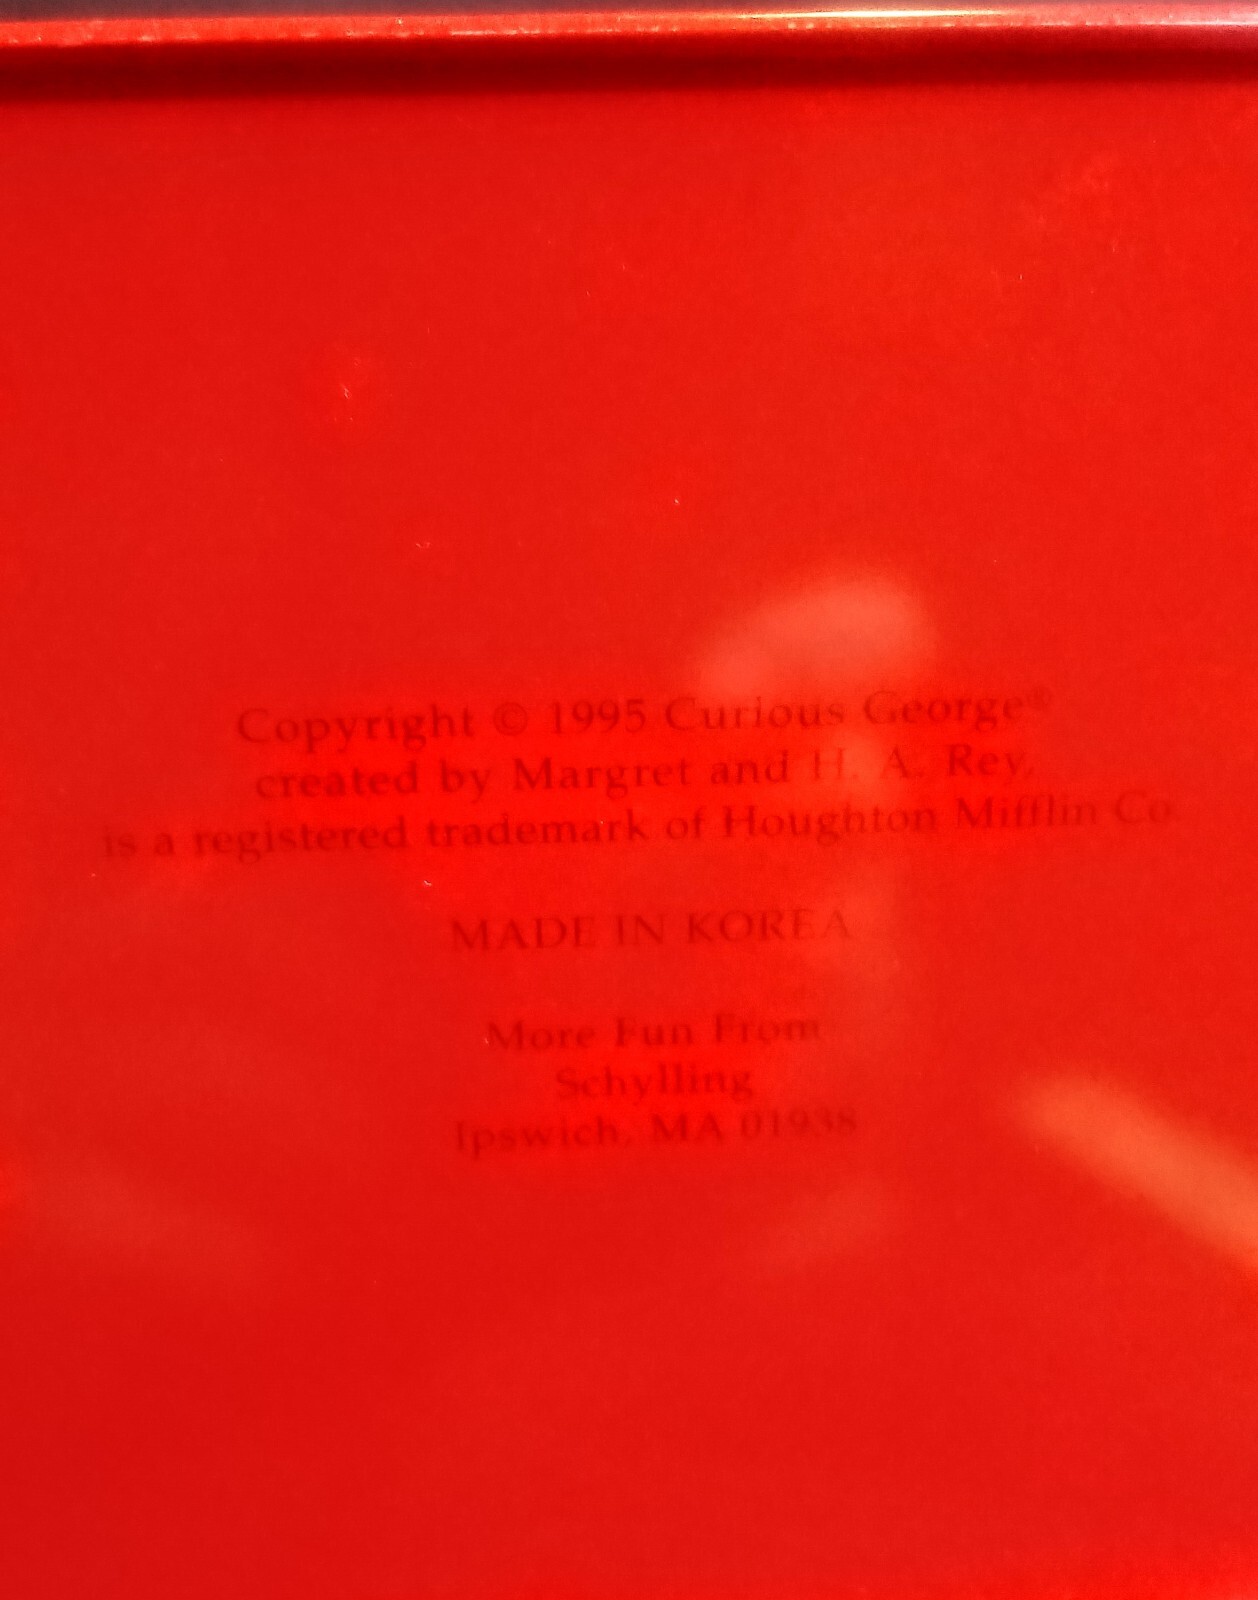 Copyright © 1995 Curious George®
created by Margret and H. A. Rey,
is a registered trademark of Houghton Mifflin Co.
MADE IN KOREA
More Fun From
Schylling
Ipswich, MA 01938